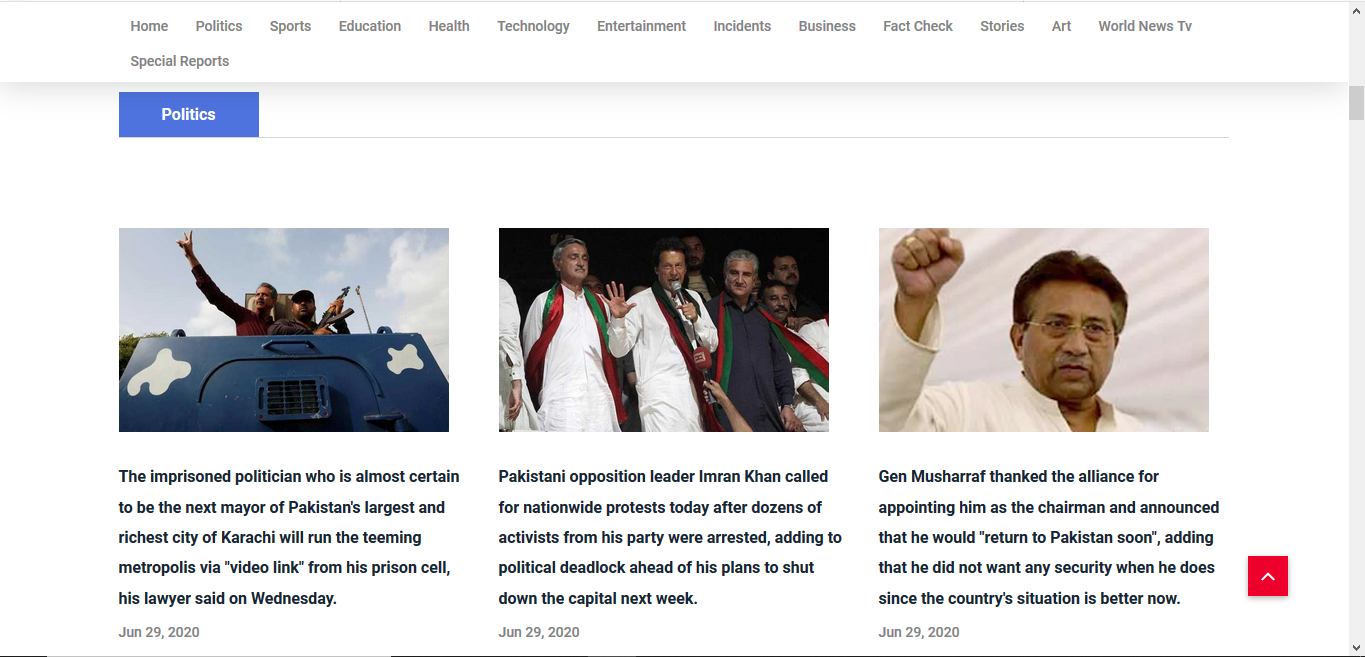 Home Politics Sports Education Health Technology Entertainment Incidents Business Fact Check Stories Art World News Tv
Special Reports
Politics
The imprisoned politician who is almost certain
to be the next mayor of Pakistan's largest and
richest city of Karachi will run the teeming
metropolis via "video link" from his prison cell,
his lawyer said on Wednesday.
Jun 29, 2020
Pakistani opposition leader Imran Khan called
for nationwide protests today after dozens of
activists from his party were arrested, adding to
political deadlock ahead of his plans to shut
down the capital next week.
Jun 29, 2020
Gen Musharraf thanked the alliance for
appointing him as the chairman and announced
that he would "return to Pakistan soon", adding
that he did not want any security when he does
since the country's situation is better now.
Jun 29, 2020